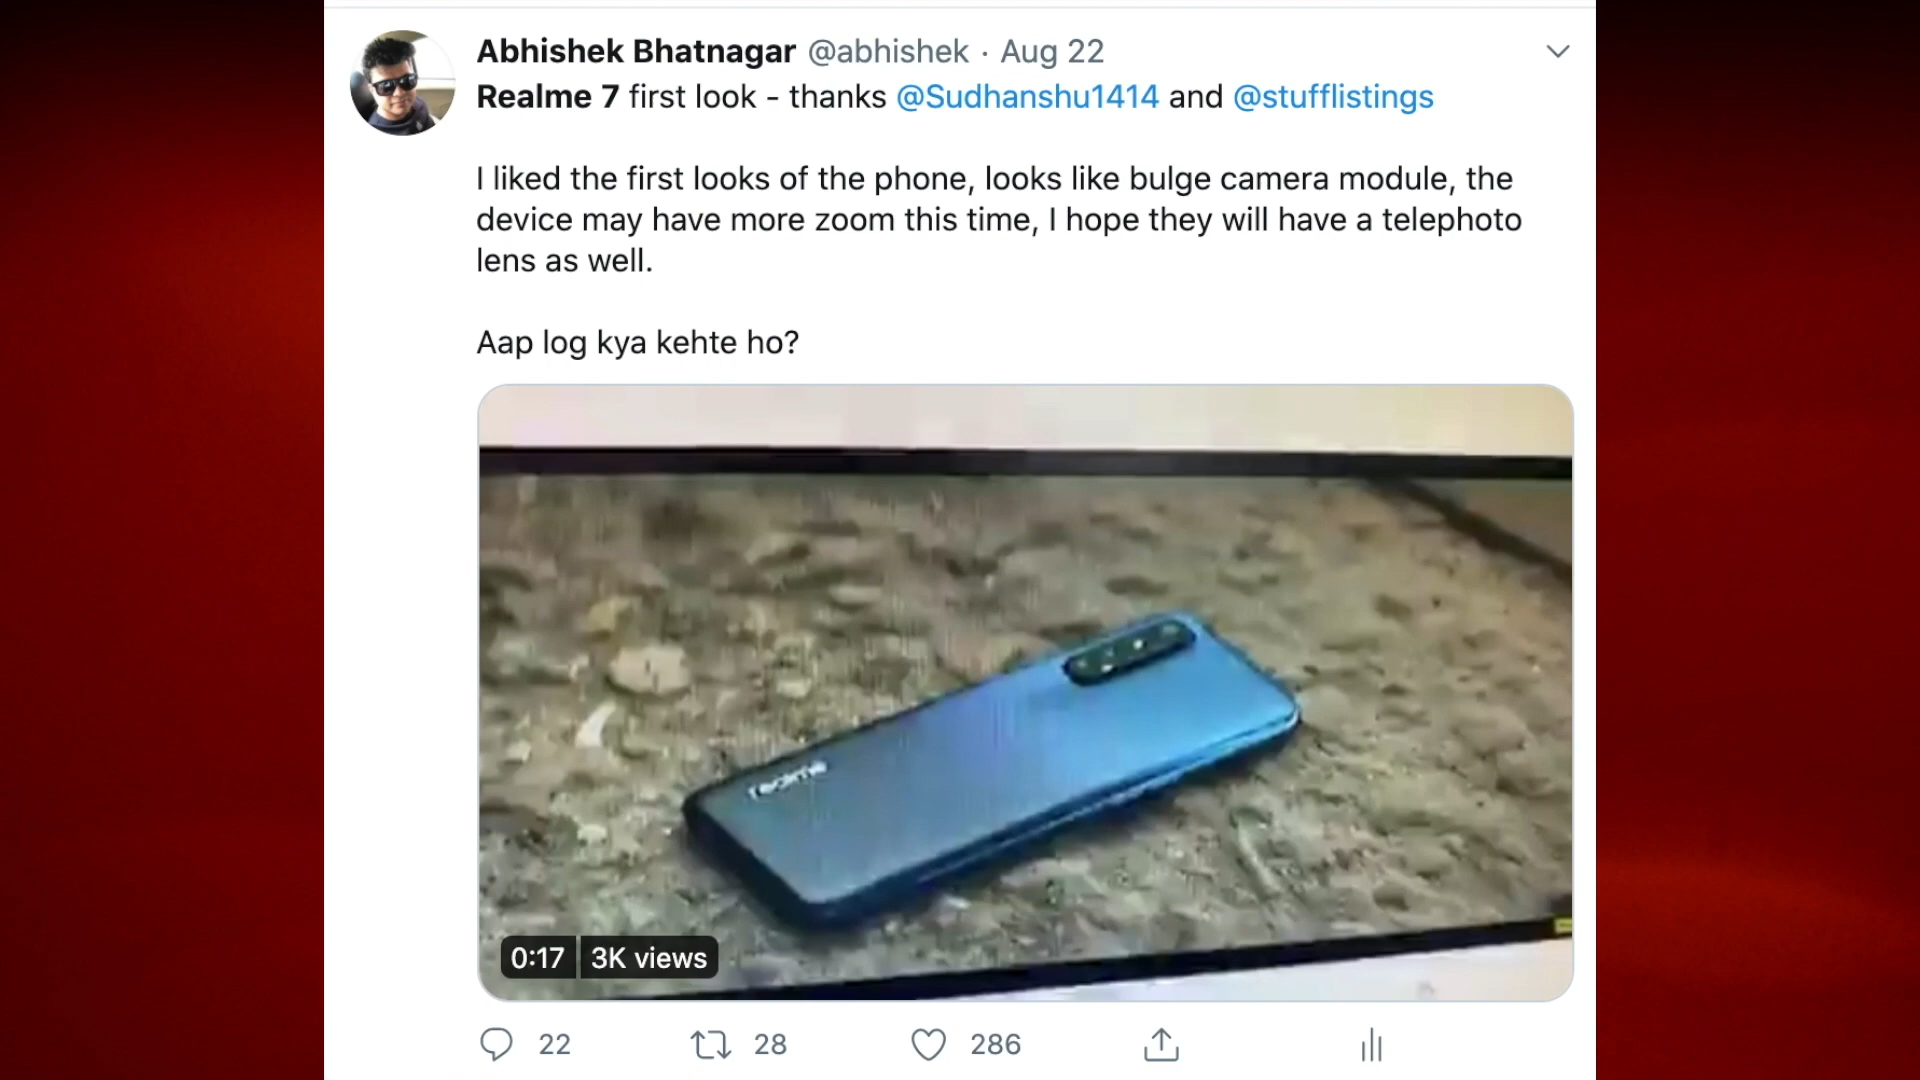 Abhishek Bhatnagar @abhishek · Aug 22
Realme 7 first look - thanks @Sudhanshu1414 and @stufflistings
I liked the first looks of the phone, looks like bulge camera module, the
device may have more zoom this time, I hope they will have a telephoto
lens as well.
Aap log kya kehte ho?
realme
0:17 3K views
22 28 286